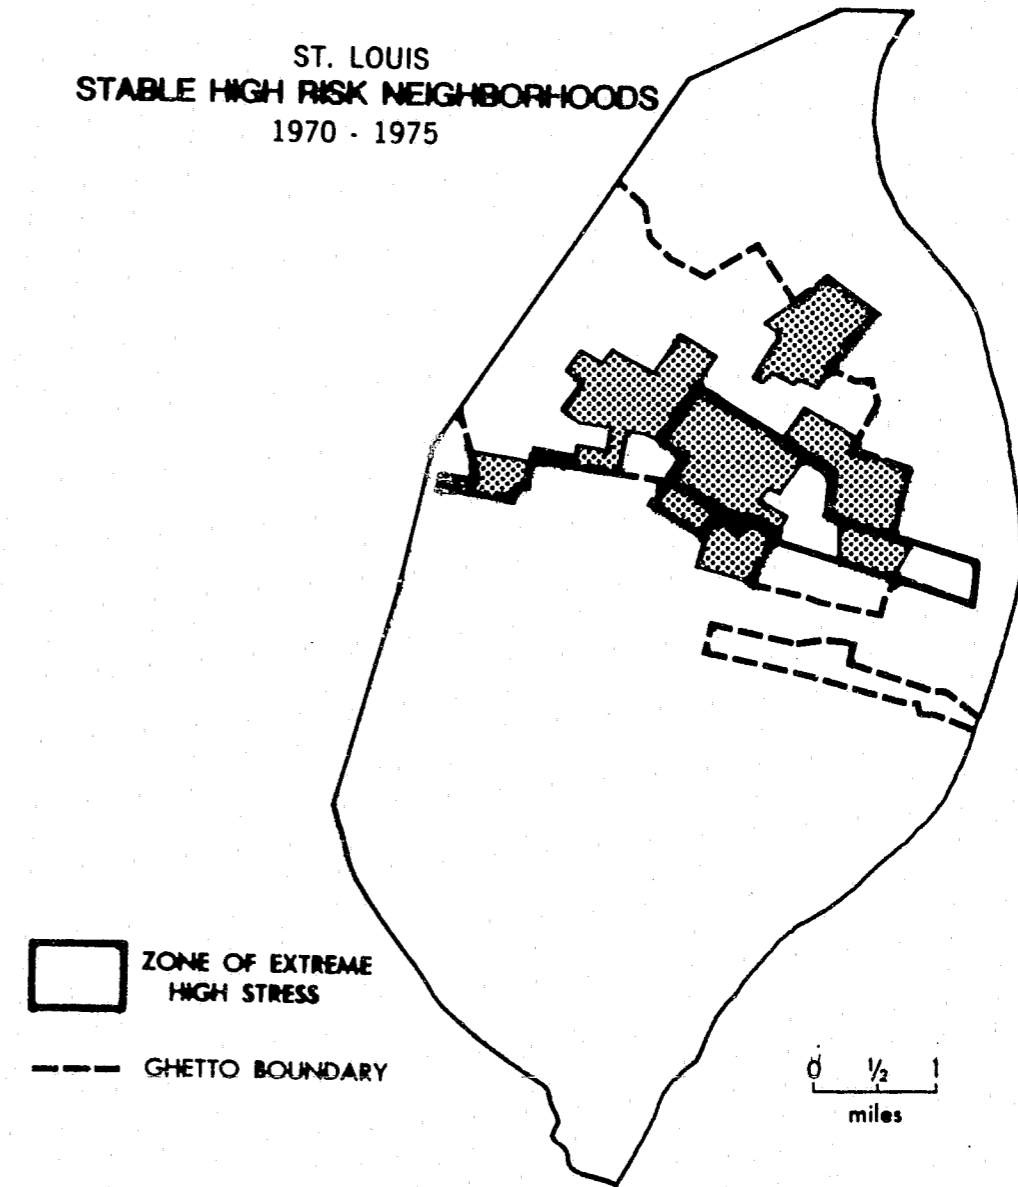 ST. LOUIS
STABLE HIGH RISK NEIGHBORHOODS
1970 - 1975
ZONE OF EXTREME
HIGH STRESS
GHETTO BOUNDARY
0 1/2 1
miles